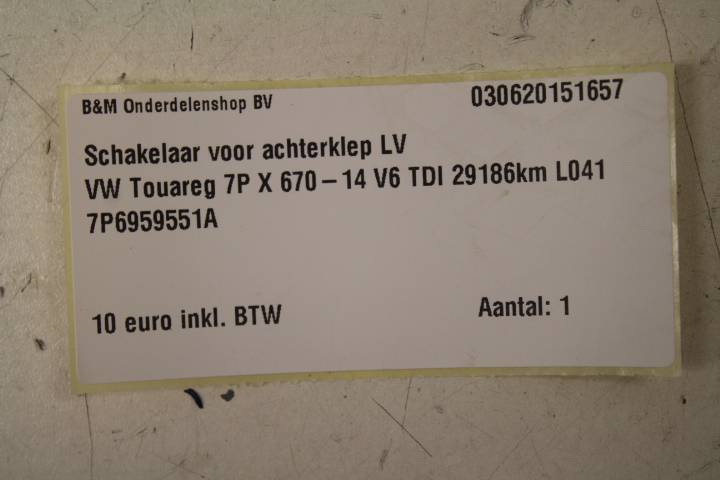 B&M Onderdelenshop BV 030620151657
Schakelaar voor achterklep LV
VW Touareg 7P X 670-14 V6 TDI 29186km L041
7P6959551A
10 euro inkl. BTW Aantal: 1